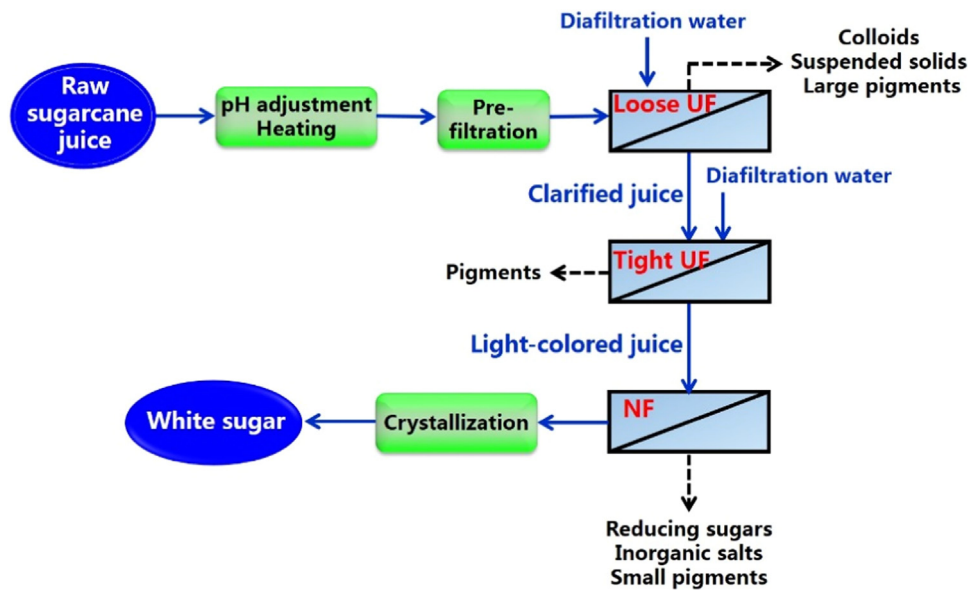 Diafiltration water
Colloids
Suspended solids
Large pigments
Raw
sugarcane
juice
pH adjustment
Heating
Pre-
filtration
Loose UF
Clarified juice
Diafiltration water
Pigments
Tight UF
Light-colored juice
White sugar
Crystallization
NF
Reducing sugars
Inorganic salts
Small pigments